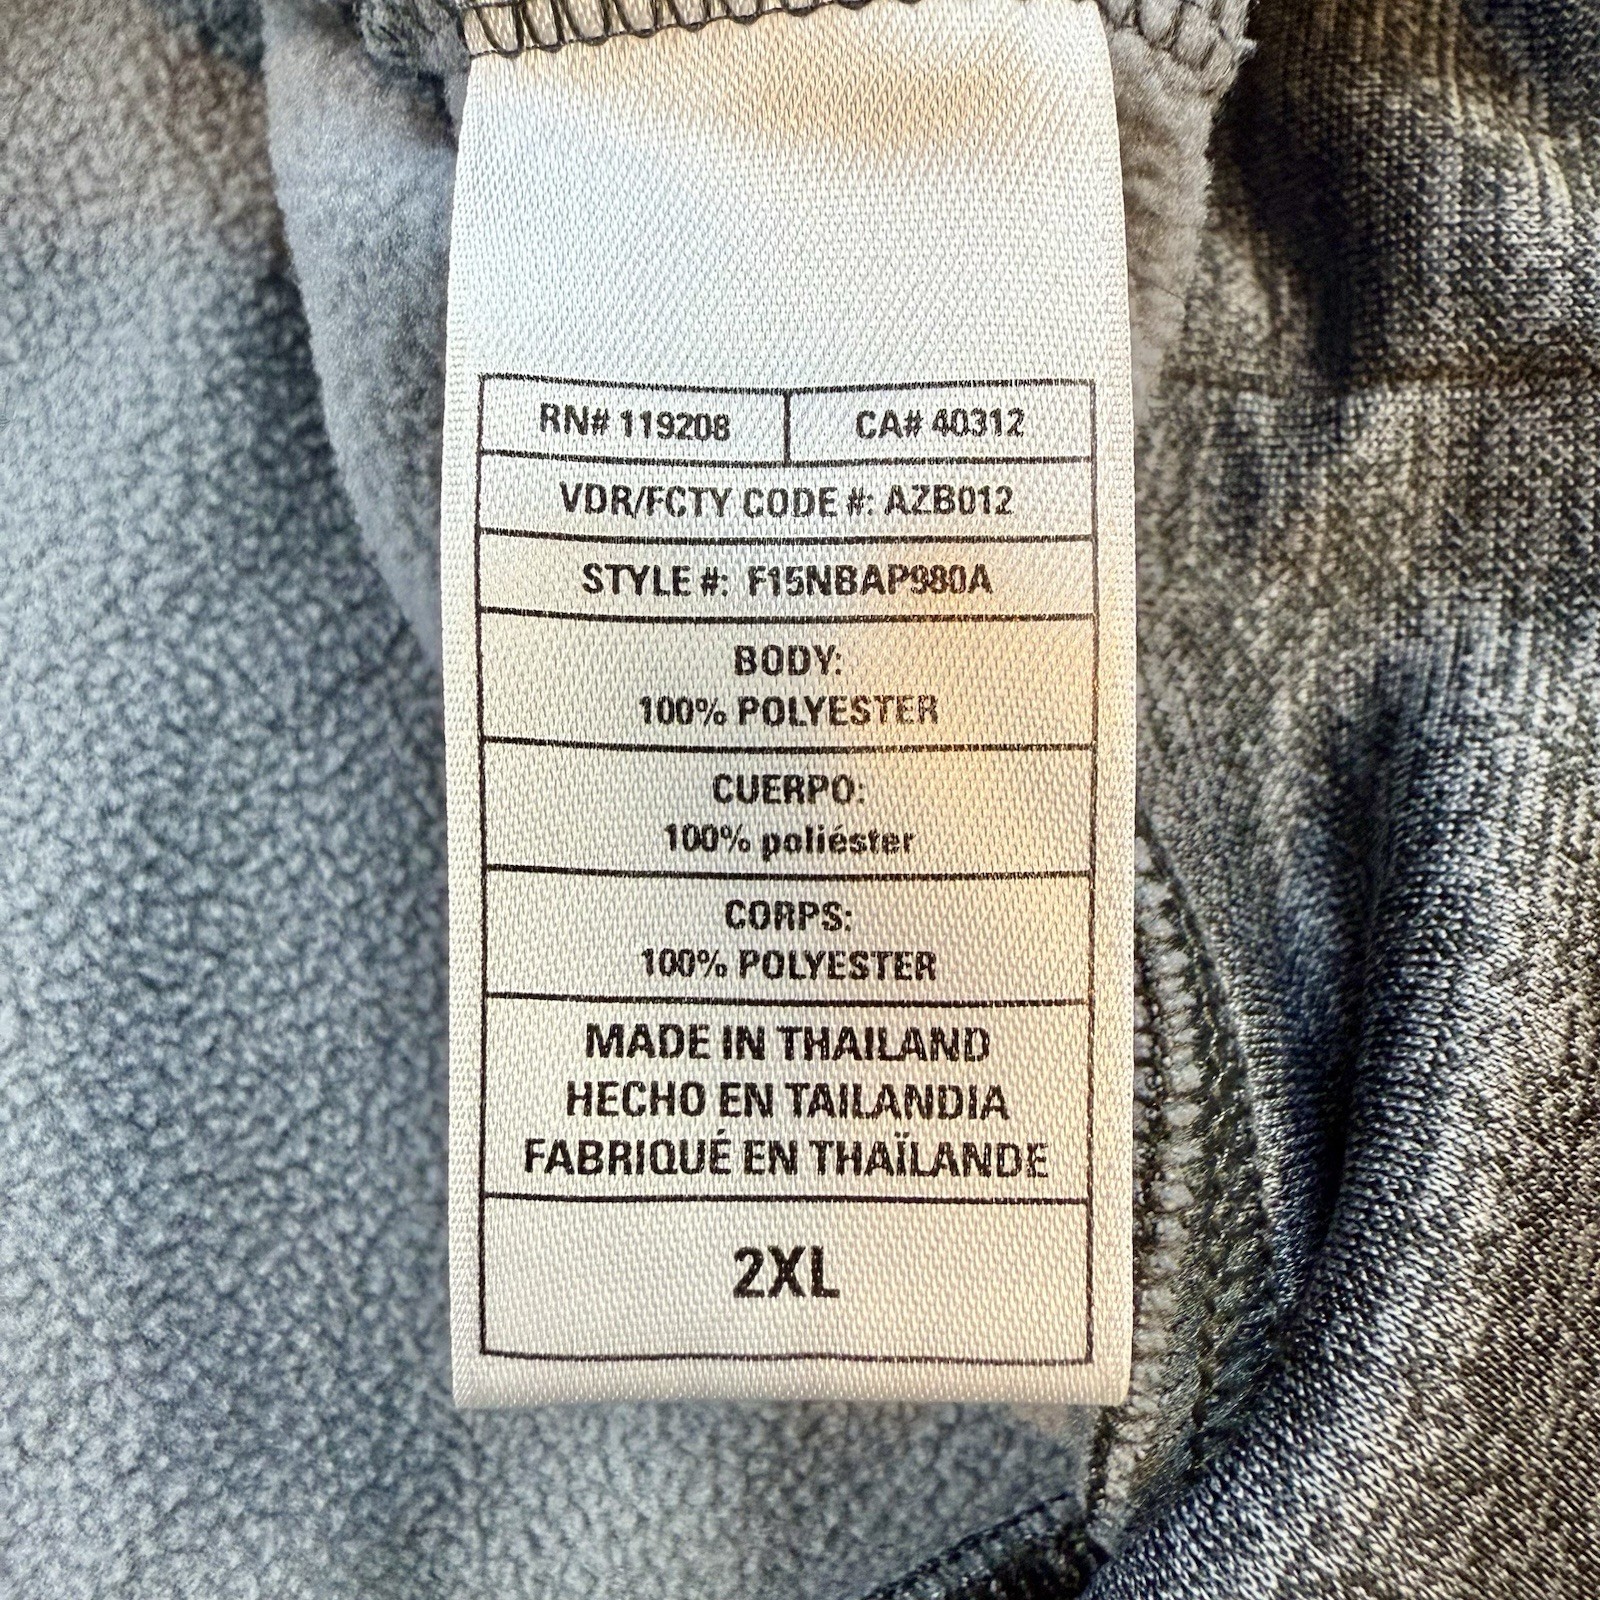 RN# 119208 CA# 40312
VDR/FCTY CODE #: AZB012
STYLE #: F15NBAP980A
BODY:
100% POLYESTER
CUERPO:
100% poliéster
CORPS:
100% POLYESTER
MADE IN THAILAND
HECHO EN TAILANDIA
FABRIQUÉ EN THAÏLANDE
2XL